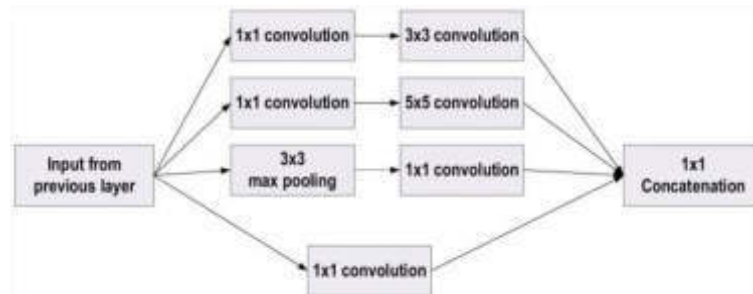 1x1 convolution
3x3 convolution
1x1 convolution
5x5 convolution
Input from
previous layer
3x3
max pooling
1x1 convolution
1x1
Concatenation
1x1 convolution